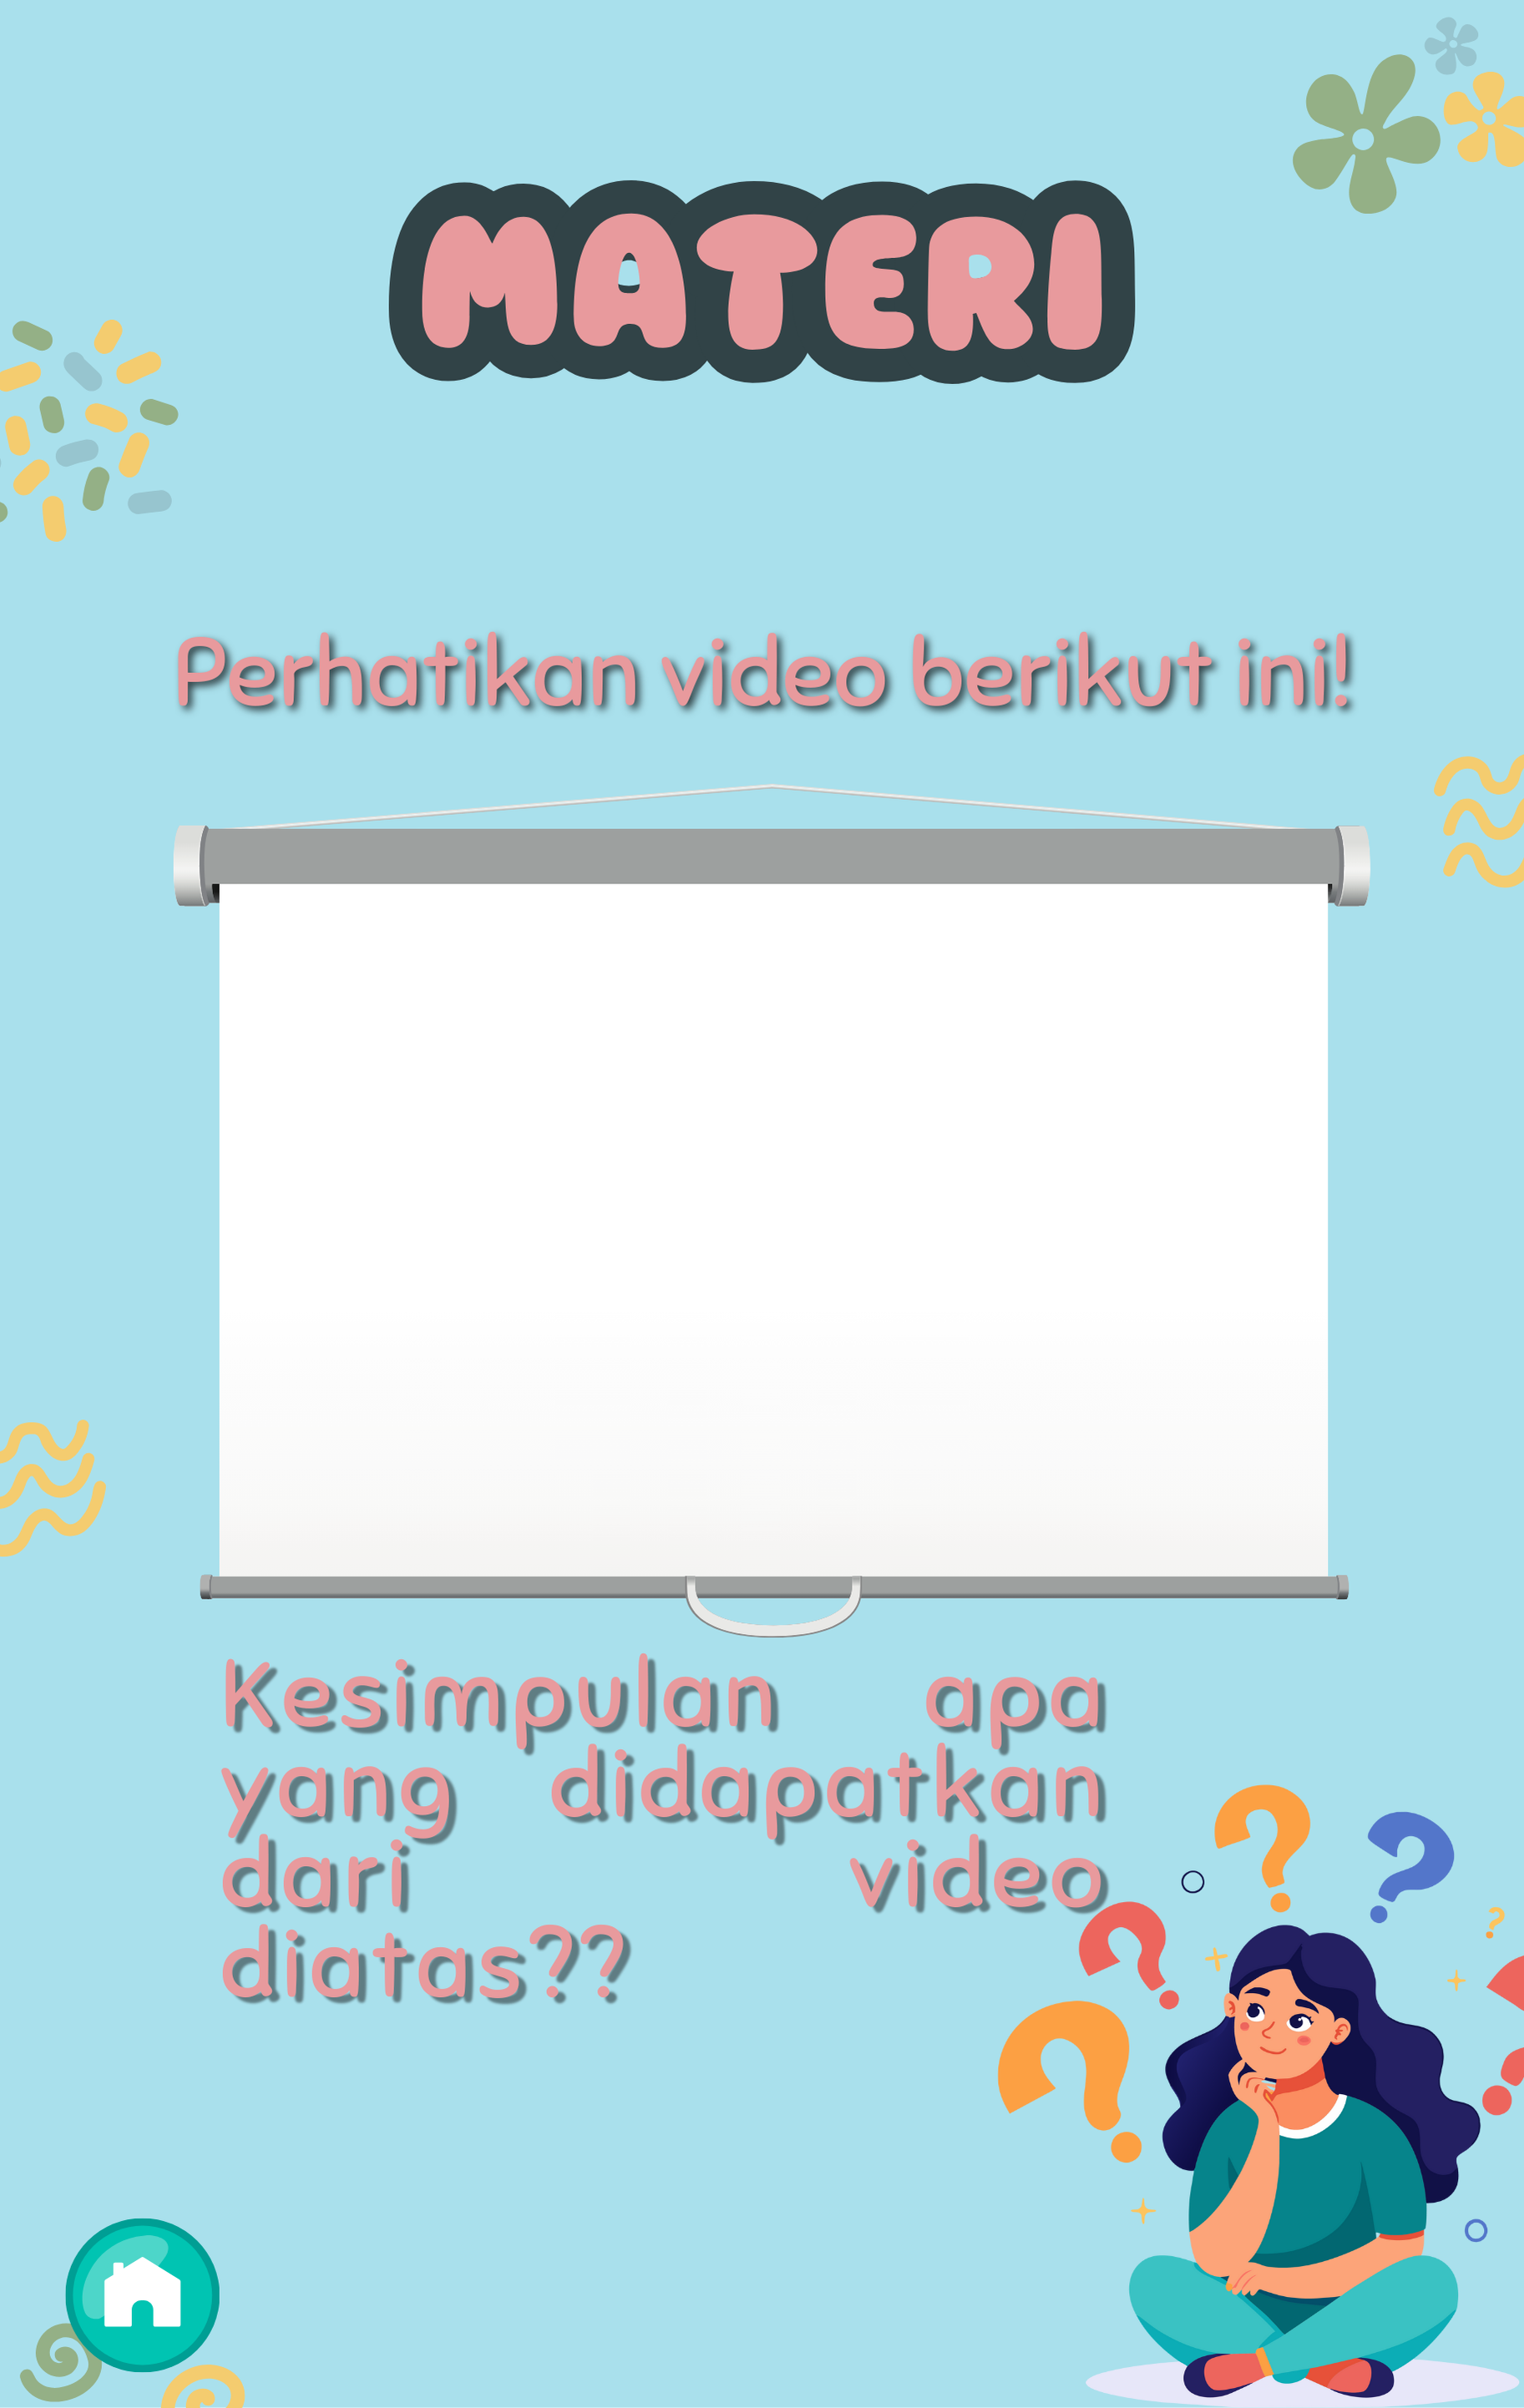 MATERI
Perhatikan video berikut ini!
Kesimpulan apa
yang didapatkan
dari video
diatas??